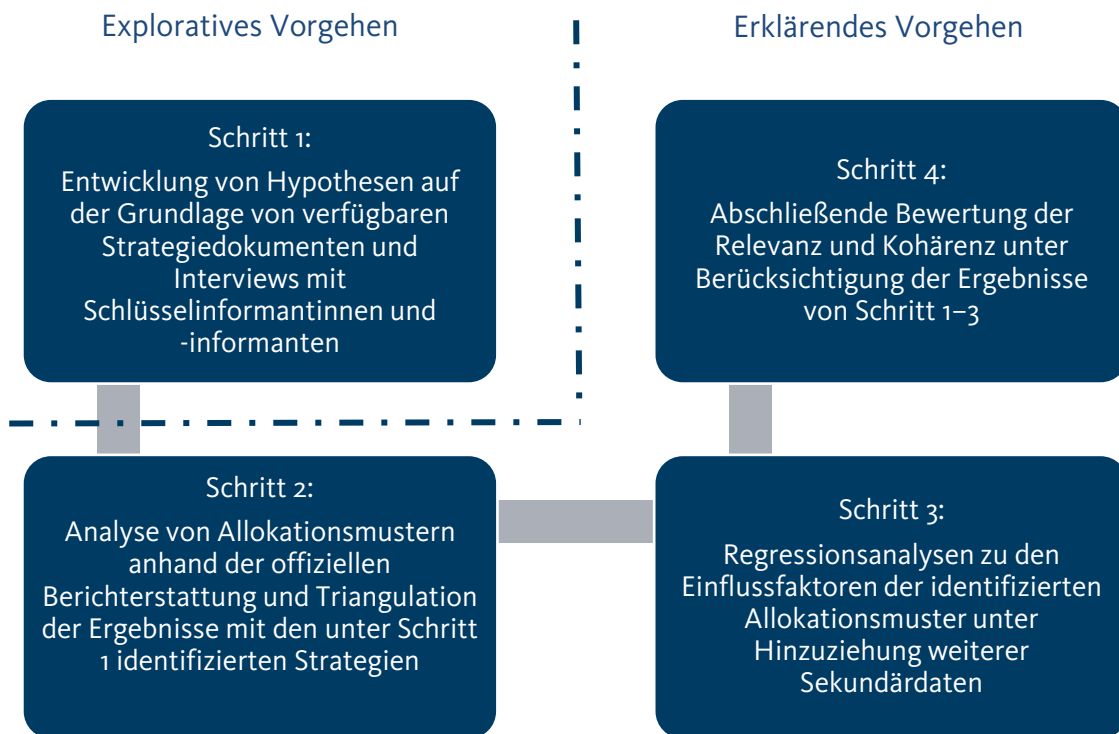 Exploratives Vorgehen
Erklärendes Vorgehen
Schritt 1:
Entwicklung von Hypothesen auf
der Grundlage von verfügbaren
Strategiedokumenten und
Interviews mit
Schlüsselinformantinnen und
-informanten
Schritt 2:
Analyse von Allokationsmustern
anhand der offiziellen
Berichterstattung und Triangulation
der Ergebnisse mit den unter Schritt
1 identifizierten Strategien
Schritt 3:
Regressionsanalysen zu den
Einflussfaktoren der identifizierten
Allokationsmuster unter
Hinzuziehung weiterer
Sekundärdaten
Schritt 4:
Abschließende Bewertung der
Relevanz und Kohärenz unter
Berücksichtigung der Ergebnisse
von Schritt 1–3